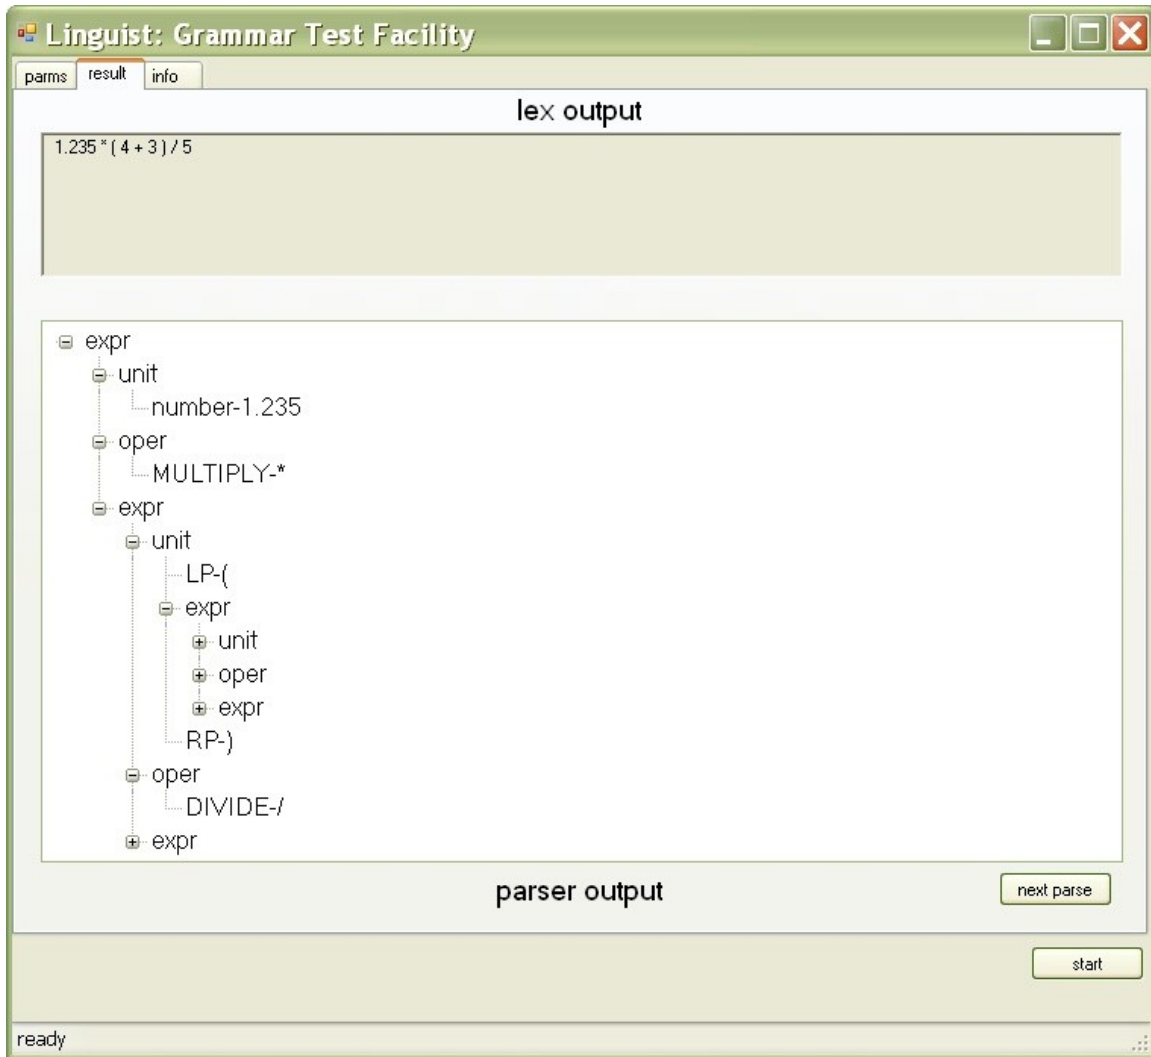 Linguist: Grammar Test Facility
parms result info
lex output
1.235 * ( 4 + 3 ) / 5
expr
unit
number-1.235
oper
MULTIPLY-*
expr
unit
LP-(
expr
unit
oper
expr
RP-)
oper
DIVIDE-/
expr
parser output
next parse
start
ready